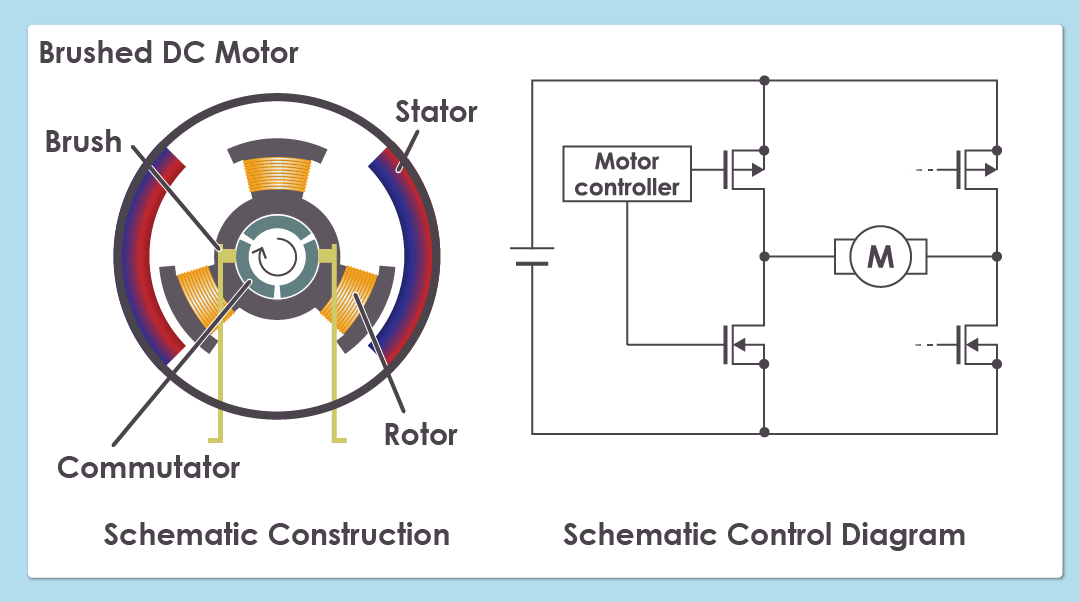 Brushed DC Motor
Stator
Brush
Rotor
Commutator
Schematic Construction
Motor
controller
M
Schematic Control Diagram